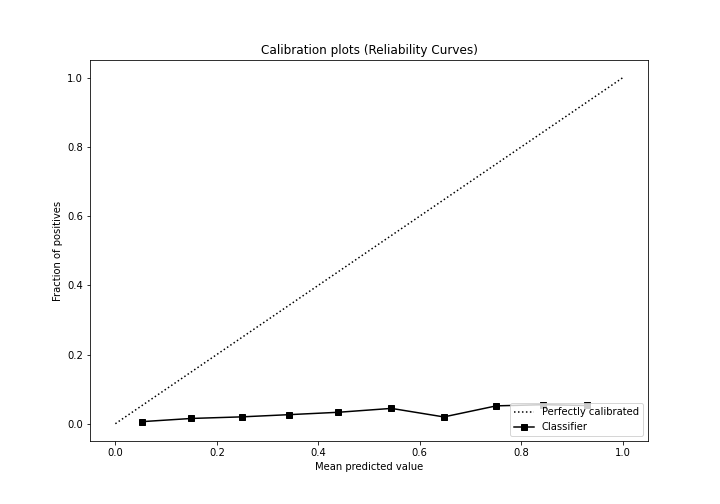 Calibration plots (Reliability Curves)
1.0
0.8
0.6
0.4
0.2
0.0
Fraction of positives
0.0 0.2 0.4 0.6 0.8 1.0
Mean predicted value
Perfectly calibrated
Classifier